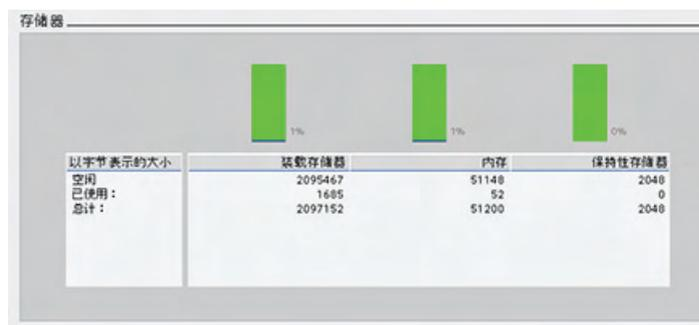 存储器
1% 1% 0%
以字节表示的大小 装载存储器 内存 保持性存储器
空闲 2095467 51148 2048
已使用： 1685 52 0
总计： 2097152 51200 2048